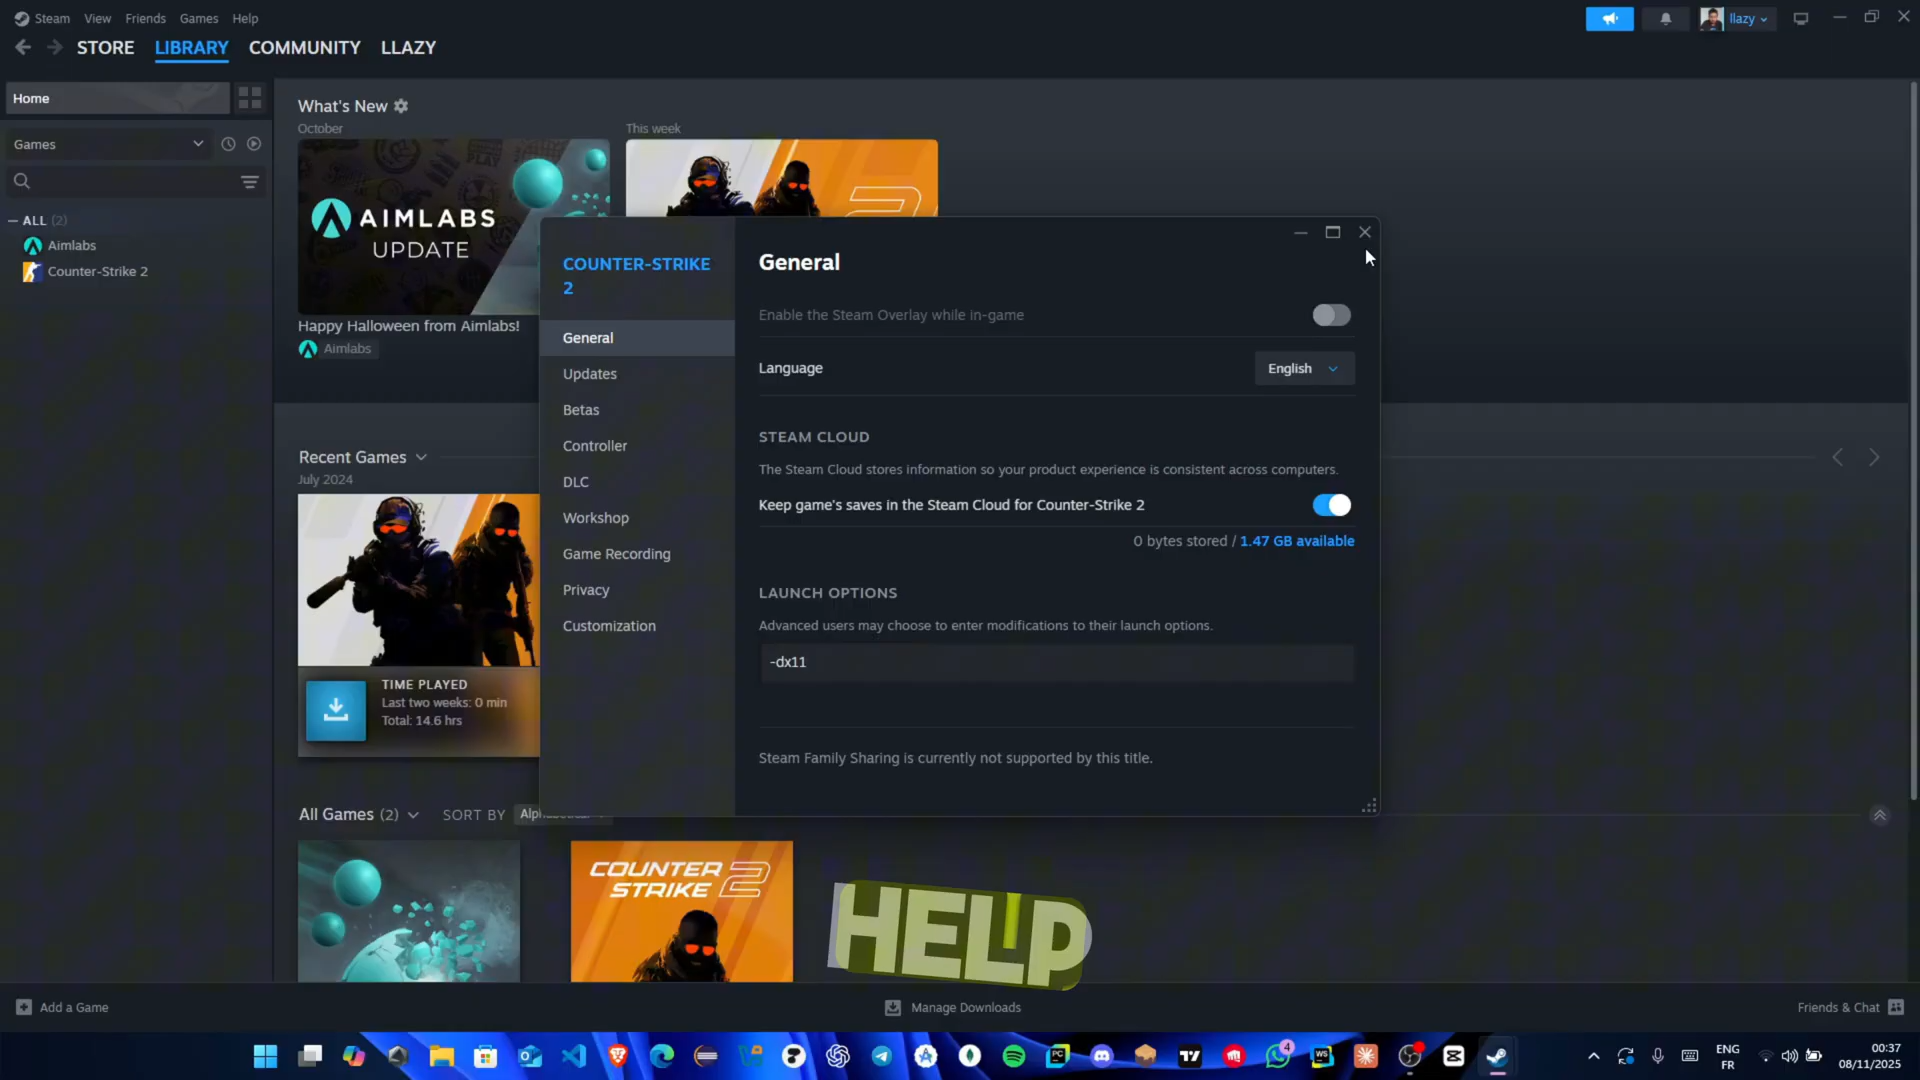 Steam View Friends Games Help
llazy
STORE LIBRARY COMMUNITY LLAZY
Home
What's New
October
This week
Games
AIMLABS
UPDATE
2
ALL (2)
Aimlabs
Counter-Strike 2
Happy Halloween from Aimlabs!
Aimlabs
Recent Games
July 2024
TIME PLAYED
Last two weeks: 0 min
Total: 14.6 hrs
COUNTER-STRIKE
2
General
Updates
Betas
Controller
DLC
Workshop
Game Recording
Privacy
Customization
General
Enable the Steam Overlay while in-game
Language
English
STEAM CLOUD
The Steam Cloud stores information so your product experience is consistent across computers.
Keep game's saves in the Steam Cloud for Counter-Strike 2
0 bytes stored / 1.47 GB available
LAUNCH OPTIONS
Advanced users may choose to enter modifications to their launch options.
-dx11
Steam Family Sharing is currently not supported by this title.
All Games (2) SORT BY
COUNTER
STRIKE 2
HELP
Add a Game
Manage Downloads
Friends & Chat
4
PC
WS
ENG
FR
00:37
08/11/2025